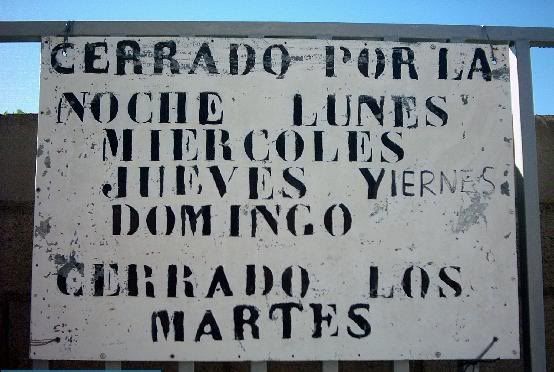 CERRADO POR LA
NOCHE LUNES
MIERCOLES
JUEVES YIERNES
DOMINGO
CERRADO LOS
MARTES